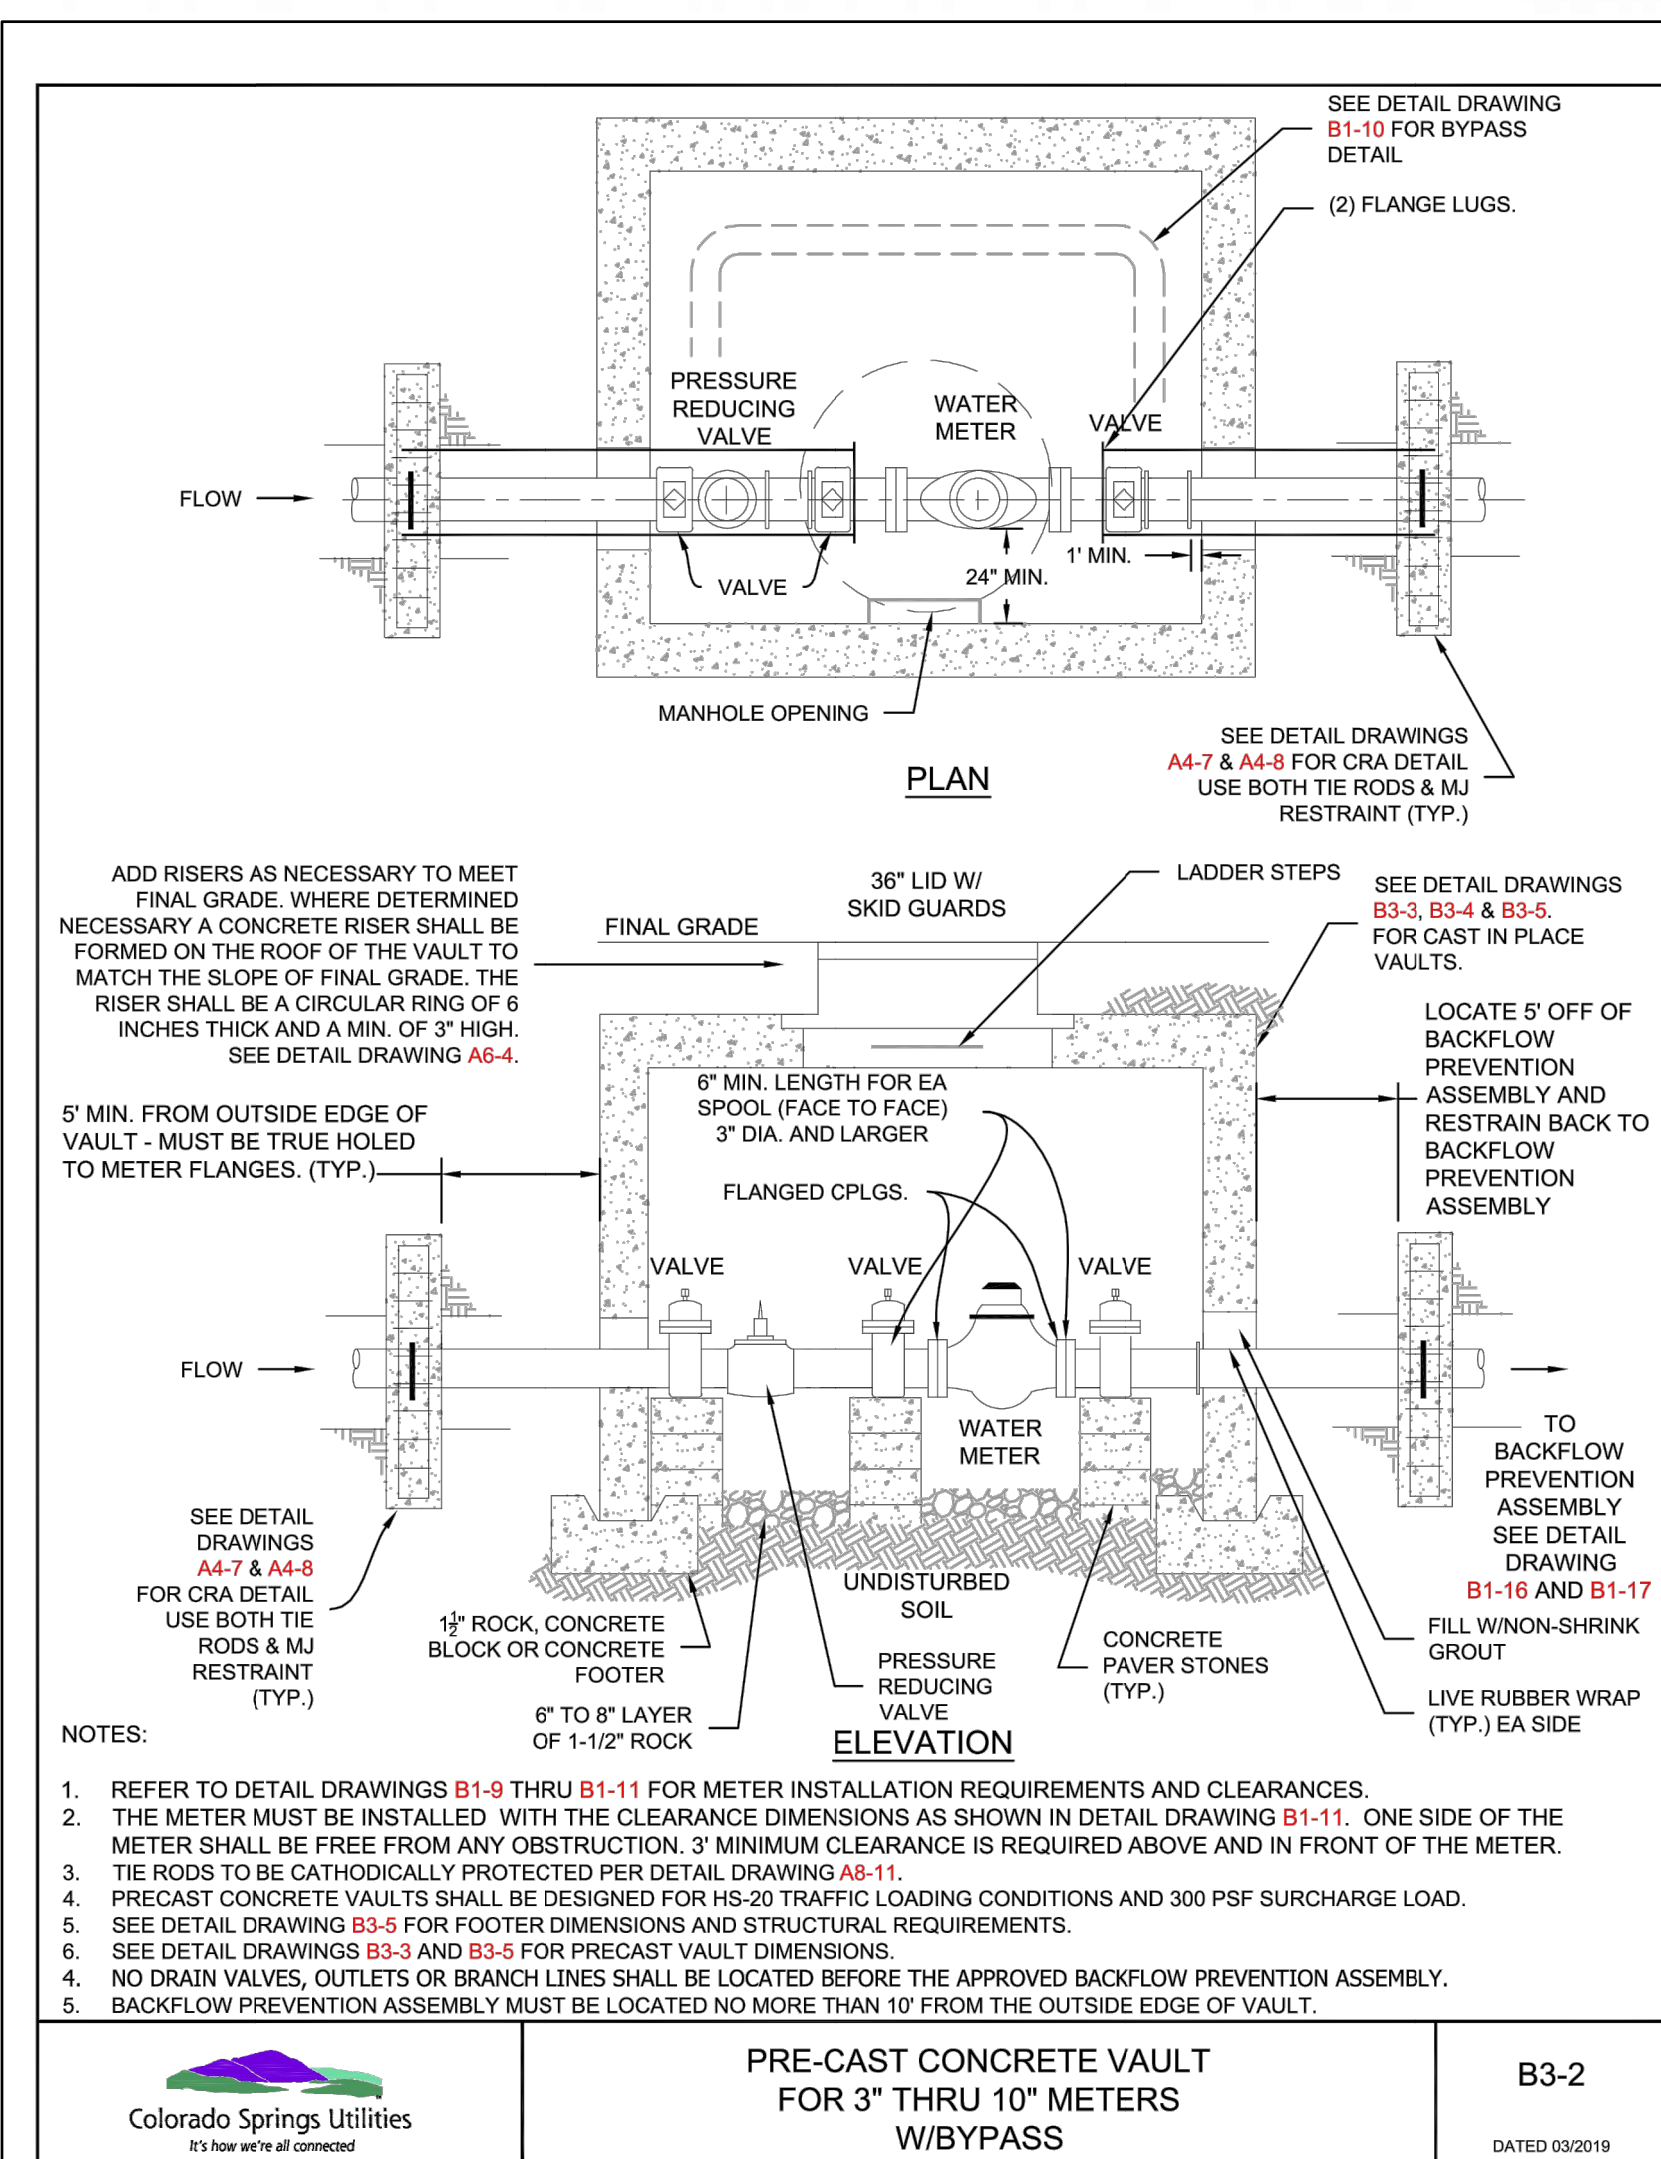 SEE DETAIL DRAWING
B1-10 FOR BYPASS
DETAIL
(2) FLANGE LUGS.
PRESSURE
REDUCING
VALVE
WATER
METER
VALVE
FLOW
1' MIN.
24" MIN.
VALVE
MANHOLE OPENING
SEE DETAIL DRAWINGS
A4-7 & A4-8 FOR CRA DETAIL
USE BOTH TIE RODS & MJ
RESTRAINT (TYP.)
PLAN
ADD RISERS AS NECESSARY TO MEET
FINAL GRADE. WHERE DETERMINED
NECESSARY A CONCRETE RISER SHALL BE
FORMED ON THE ROOF OF THE VAULT TO
MATCH THE SLOPE OF FINAL GRADE. THE
RISER SHALL BE A CIRCULAR RING OF 6
INCHES THICK AND A MIN. OF 3" HIGH.
SEE DETAIL DRAWING A6-4.
FINAL GRADE
36" LID W/
SKID GUARDS
LADDER STEPS
SEE DETAIL DRAWINGS
B3-3, B3-4 & B3-5.
FOR CAST IN PLACE
VAULTS.
LOCATE 5' OFF OF
BACKFLOW
PREVENTION
ASSEMBLY AND
RESTRAIN BACK TO
BACKFLOW
PREVENTION
ASSEMBLY
5' MIN. FROM OUTSIDE EDGE OF
VAULT - MUST BE TRUE HOLED
TO METER FLANGES. (TYP.)
6" MIN. LENGTH FOR EA
SPOOL (FACE TO FACE)
3" DIA. AND LARGER
FLANGED CPLGS.
VALVE
VALVE
VALVE
FLOW
WATER
METER
TO
BACKFLOW
PREVENTION
ASSEMBLY
SEE DETAIL
DRAWING
B1-16 AND B1-17
SEE DETAIL
DRAWINGS
A4-7 & A4-8
FOR CRA DETAIL
USE BOTH TIE
RODS & MJ
RESTRAINT
(TYP.)
UNDISTURBED
SOIL
1½" ROCK, CONCRETE
BLOCK OR CONCRETE
FOOTER
6" TO 8" LAYER
OF 1-1/2" ROCK
PRESSURE
REDUCING
VALVE
CONCRETE
PAVER STONES
(TYP.)
FILL W/NON-SHRINK
GROUT
LIVE RUBBER WRAP
(TYP.) EA SIDE
ELEVATION
NOTES:
1. REFER TO DETAIL DRAWINGS B1-9 THRU B1-11 FOR METER INSTALLATION REQUIREMENTS AND CLEARANCES.
2. THE METER MUST BE INSTALLED WITH THE CLEARANCE DIMENSIONS AS SHOWN IN DETAIL DRAWING B1-11. ONE SIDE OF THE
METER SHALL BE FREE FROM ANY OBSTRUCTION. 3' MINIMUM CLEARANCE IS REQUIRED ABOVE AND IN FRONT OF THE METER.
3. TIE RODS TO BE CATHODICALLY PROTECTED PER DETAIL DRAWING A8-11.
4. PRECAST CONCRETE VAULTS SHALL BE DESIGNED FOR HS-20 TRAFFIC LOADING CONDITIONS AND 300 PSF SURCHARGE LOAD.
5. SEE DETAIL DRAWING B3-5 FOR FOOTER DIMENSIONS AND STRUCTURAL REQUIREMENTS.
6. SEE DETAIL DRAWINGS B3-3 AND B3-5 FOR PRECAST VAULT DIMENSIONS.
4. NO DRAIN VALVES, OUTLETS OR BRANCH LINES SHALL BE LOCATED BEFORE THE APPROVED BACKFLOW PREVENTION ASSEMBLY.
5. BACKFLOW PREVENTION ASSEMBLY MUST BE LOCATED NO MORE THAN 10' FROM THE OUTSIDE EDGE OF VAULT.
Colorado Springs Utilities
It's how we're all connected
PRE-CAST CONCRETE VAULT
FOR 3" THRU 10" METERS
W/BYPASS
B3-2
DATED 03/2019